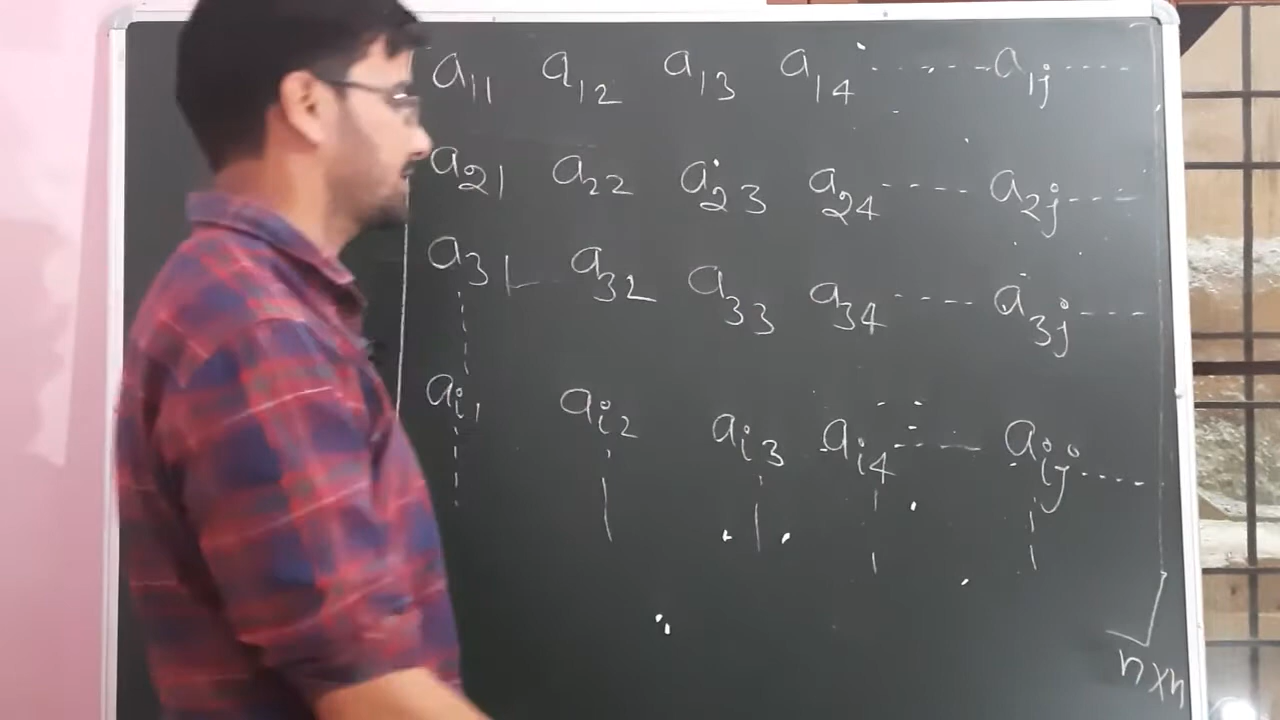 a11 a12 a13 a14 ------- a1j ----
a21 a22 a23 a24 ---- a2j ----
a31 a32 a33 a34 ---- a3j ----
ai1 ai2 ai3 ai4 ---- aij ----
n×n